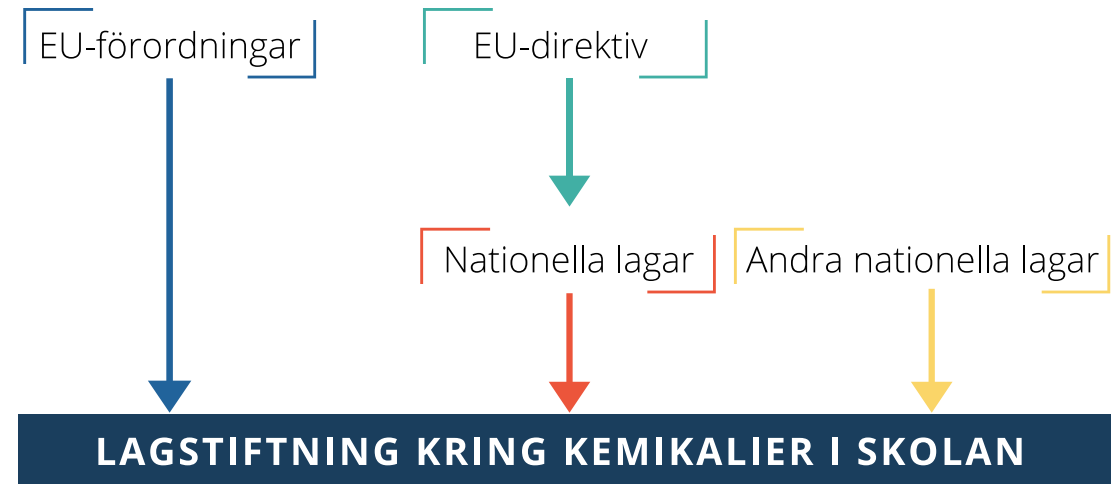 EU-förordningar
EU-direktiv
Nationella lagar
Andra nationella lagar
LAGSTIFTNING KRING KEMIKALIER I SKOLAN